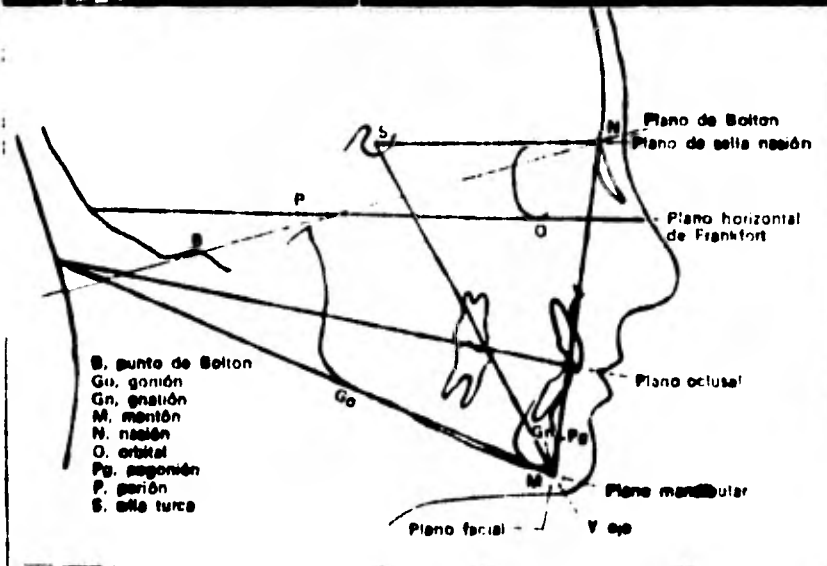 S
N
Plano de Bolton
Plano de sella nasión
P
O
Plano horizontal
de Frankfort
B
B, punto de Bolton
Go, gonión
Gn, gnatión
M, mentón
N, nasión
O, orbital
Pg, pogonión
P, porión
S, silla turca
Go
Plano oclusal
Gn
Pg
M
Plano mandibular
Plano facial
Y eje